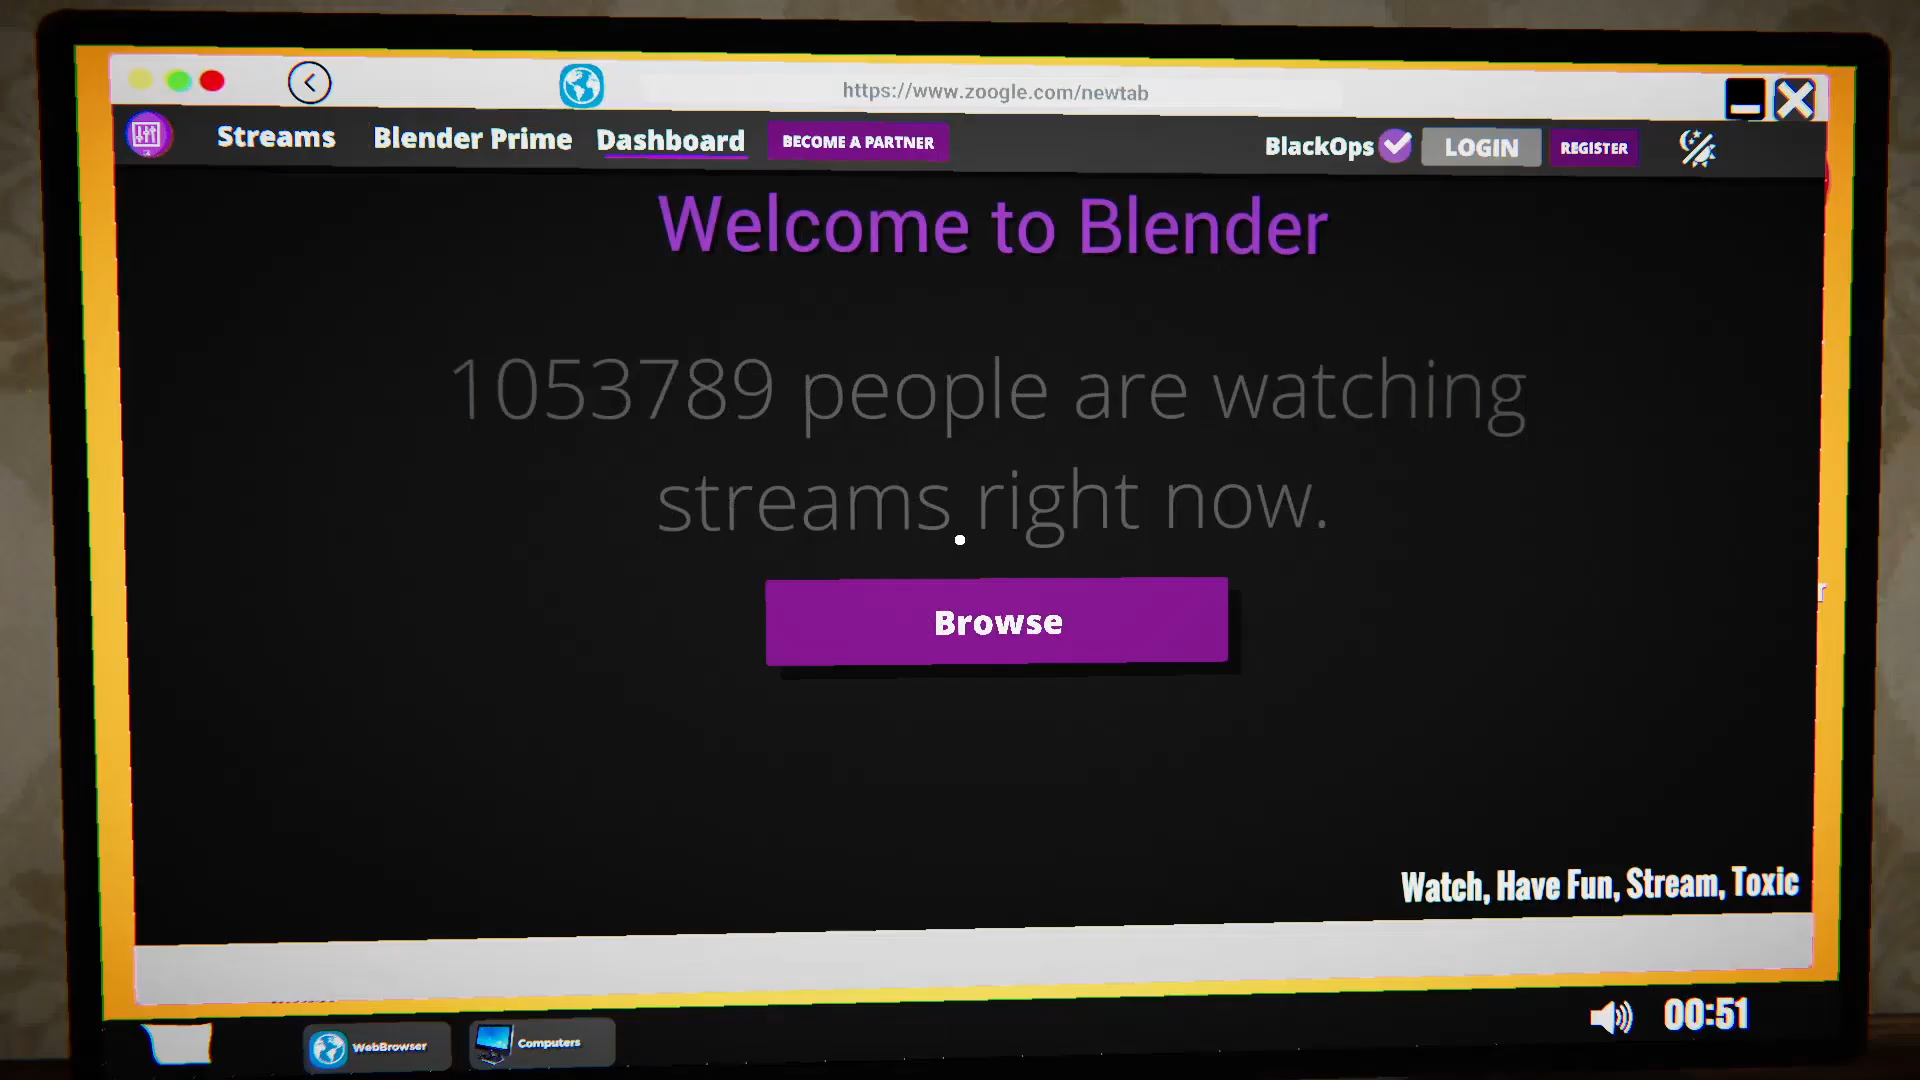 https://www.zoogle.com/newtab
Streams Blender Prime Dashboard BECOME A PARTNER BlackOps LOGIN REGISTER
Welcome to Blender
1053789 people are watching
streams right now.
Browse
Watch, Have Fun, Stream, Toxic
WebBrowser Computers 00:51